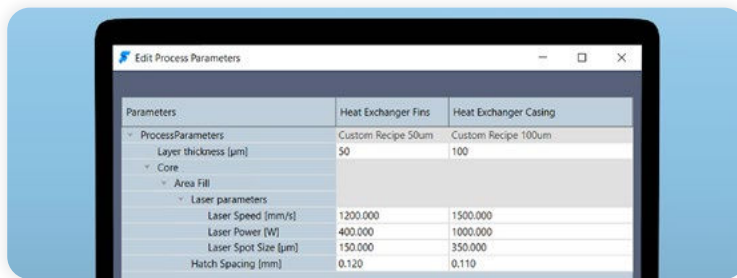 Edit Process Parameters
Parameters Heat Exchanger Fins Heat Exchanger Casing
ProcessParameters Custom Recipe 50um Custom Recipe 100um
Layer thickness [μm] 50 100
Core
Area Fill
Laser parameters
Laser Speed [mm/s] 1200.000 1500.000
Laser Power [W] 400.000 1000.000
Laser Spot Size [μm] 150.000 350.000
Hatch Spacing [mm] 0.120 0.110